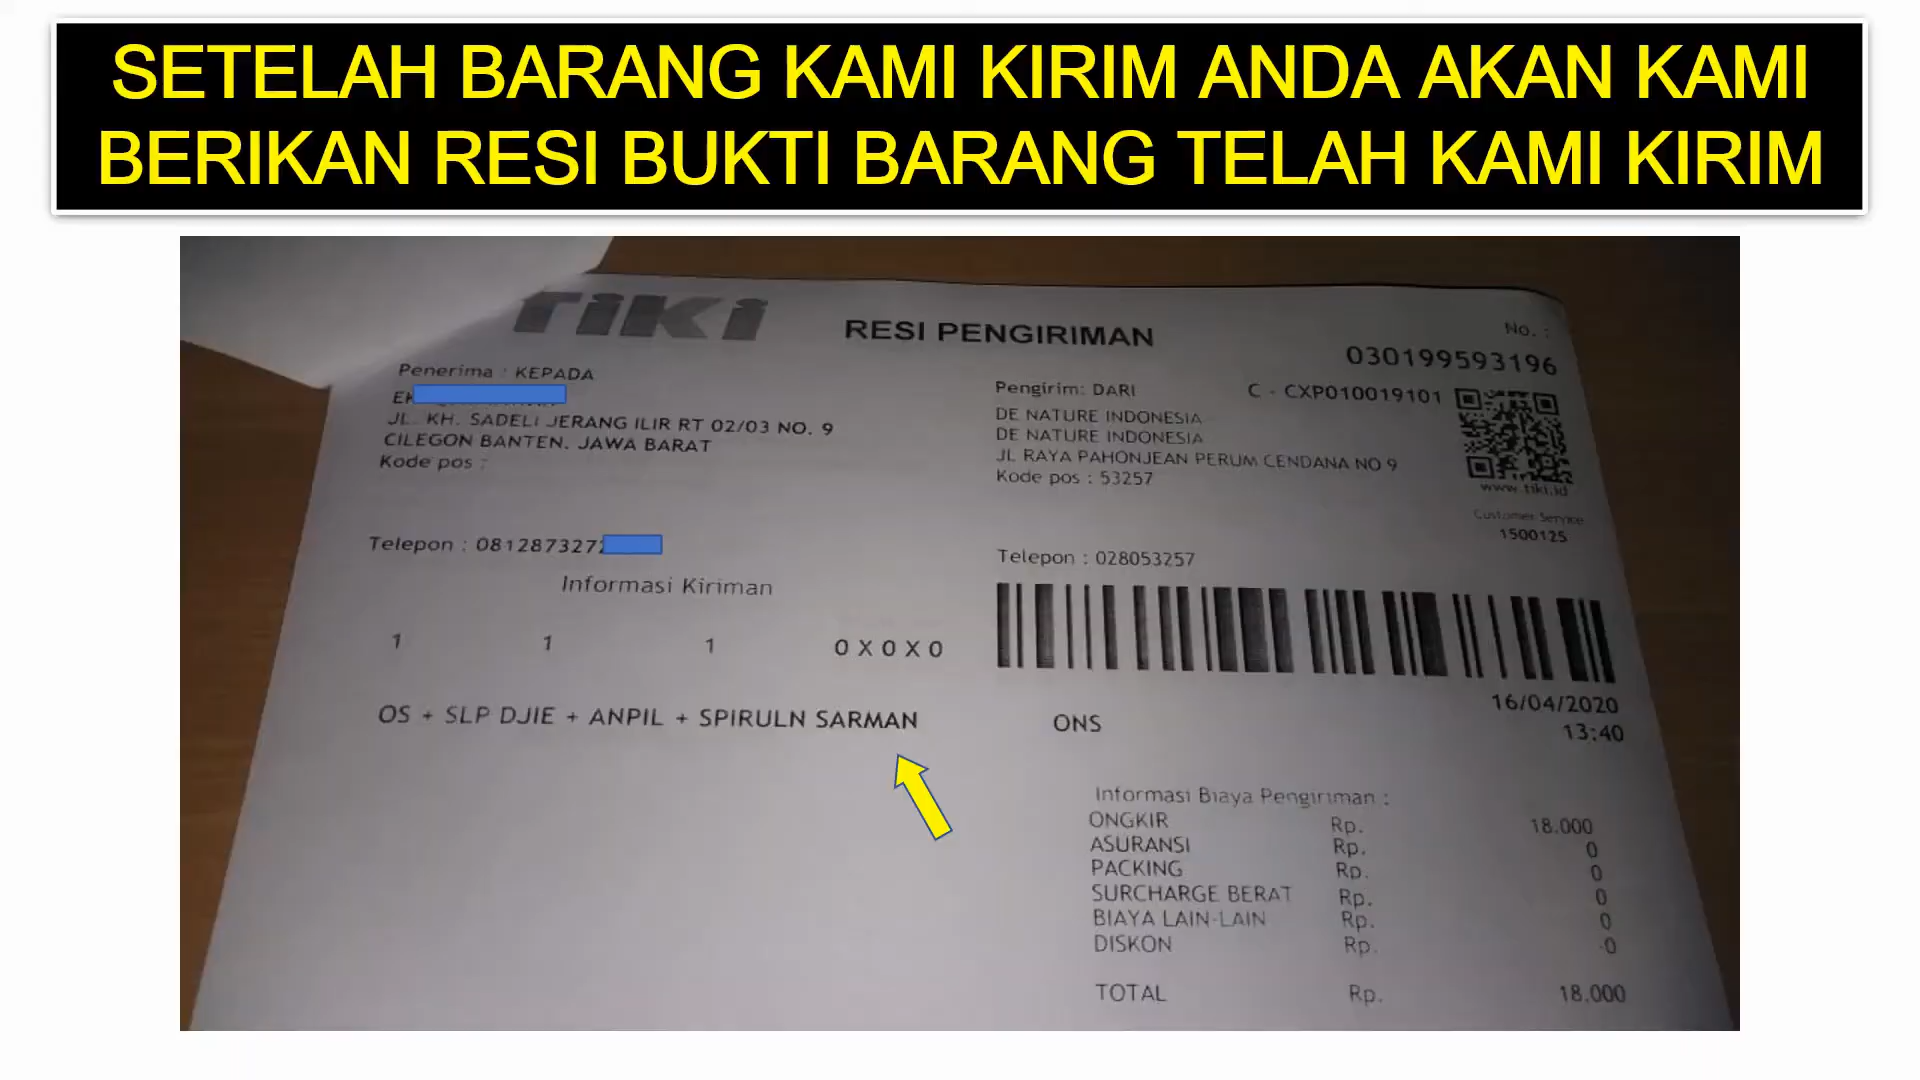 SETELAH BARANG KAMI KIRIM ANDA AKAN KAMI
BERIKAN RESI BUKTI BARANG TELAH KAMI KIRIM
TiKi
RESI PENGIRIMAN
No. :
030199593196
Penerima : KEPADA
JL. KH. SADELI JERANG ILIR RT 02/03 NO. 9
CILEGON BANTEN. JAWA BARAT
Kode pos :
Telepon : 081287327
Pengirim: DARI
C - CXP010019101
DE NATURE INDONESIA
DE NATURE INDONESIA
JL RAYA PAHONJEAN PERUM CENDANA NO 9
Kode pos : 53257
www.tiki.id
Customer Service
1500125
Telepon : 028053257
Informasi Kiriman
1 1 1 0 X 0 X 0
OS + SLP DJIE + ANPIL + SPIRULN SARMAN
ONS
16/04/2020
13:40
Informasi Biaya Pengiriman :
ONGKIR Rp. 18.000
ASURANSI Rp. 0
PACKING Rp. 0
SURCHARGE BERAT Rp. 0
BIAYA LAIN-LAIN Rp. 0
DISKON Rp. -0
TOTAL Rp. 18.000